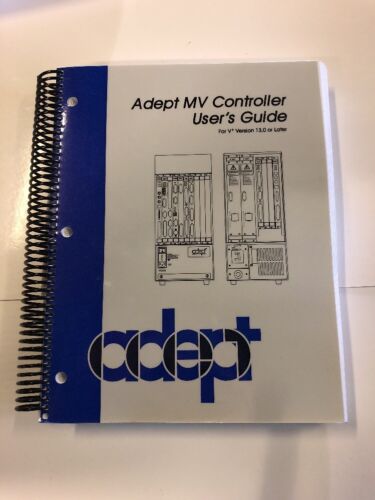 Adept MV Controller
User's Guide
For V⁺ Version 13.0 or Later
adept
adept